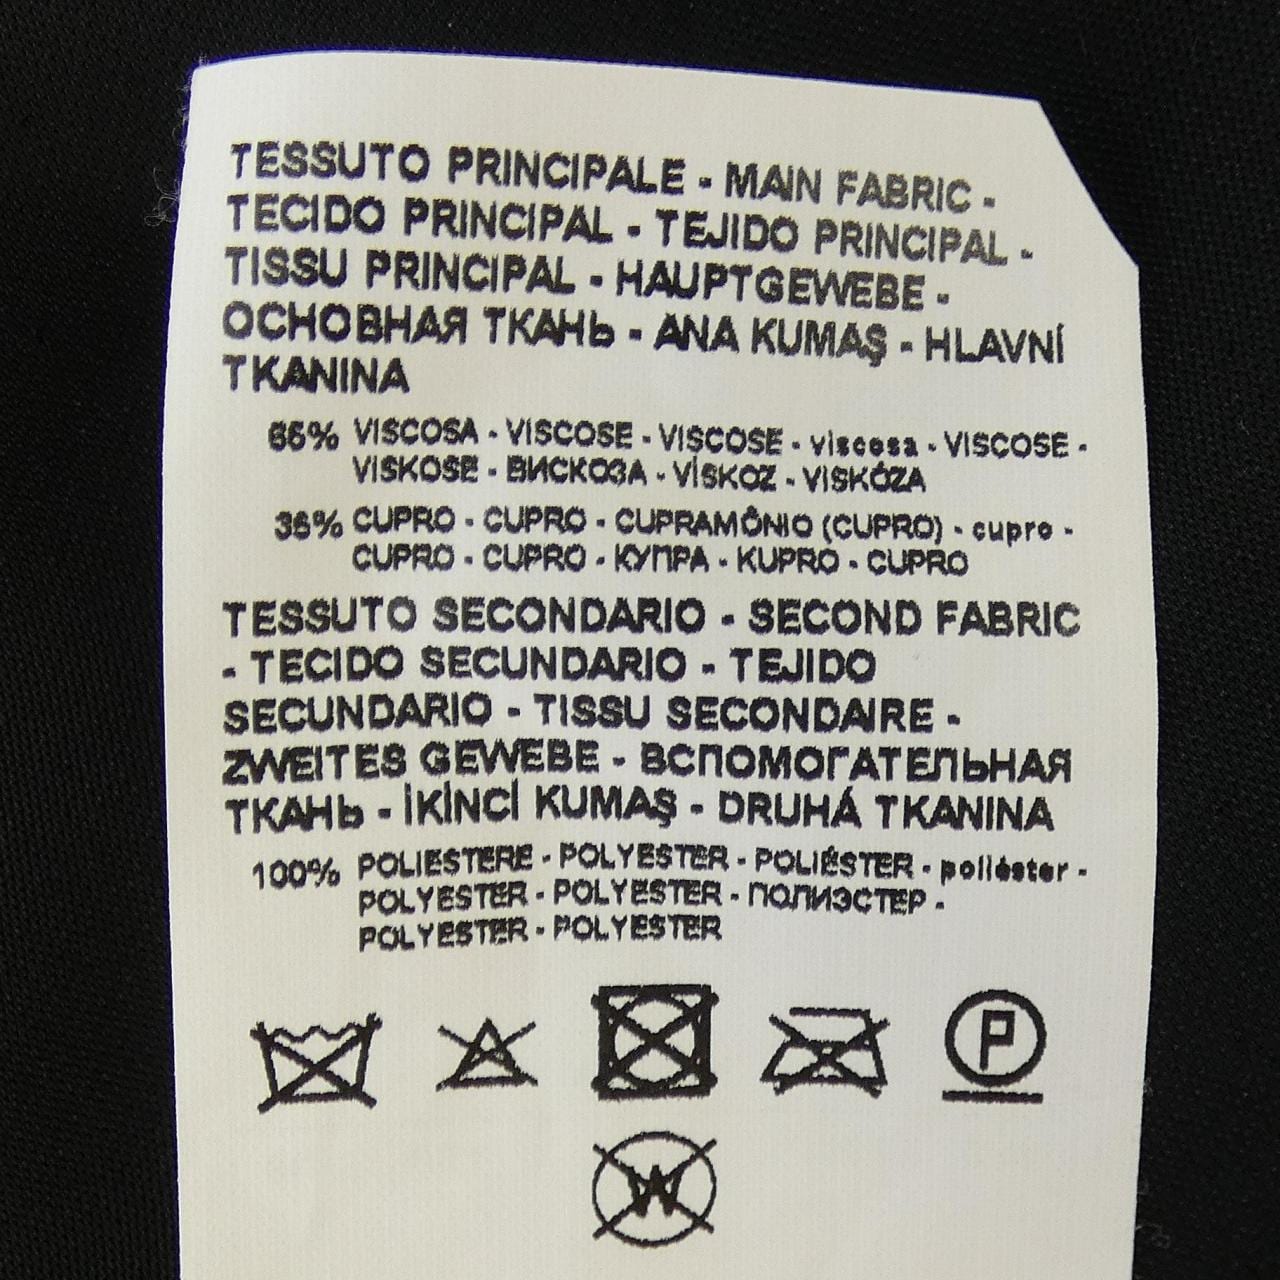 TESSUTO PRINCIPALE - MAIN FABRIC -
TECIDO PRINCIPAL - TEJIDO PRINCIPAL -
TISSU PRINCIPAL - HAUPTGEWEBE -
ОСНОВНАЯ ТКАНЬ - ANA KUMAŞ - HLAVNÍ
TKANINA
65% VISCOSA - VISCOSE - VISCOSE - viscosa - VISCOSE -
VISKOSE - ВИСКОЗА - VİSKOZ - VISKÓZA
35% CUPRO - CUPRO - CUPRAMÔNIO (CUPRO) - cupro -
CUPRO - CUPRO - КУПРА - KUPRO - CUPRO
TESSUTO SECONDARIO - SECOND FABRIC
- TECIDO SECUNDARIO - TEJIDO
SECUNDARIO - TISSU SECONDAIRE -
ZWEITES GEWEBE - ВСПОМОГАТЕЛЬНАЯ
ТКАНЬ - İKİNCİ KUMAŞ - DRUHÁ TKANINA
100% POLIESTERE - POLYESTER - POLIÉSTER - poliéster -
POLYESTER - POLYESTER - ПОЛИЭСТЕР -
POLYESTER - POLYESTER
P
W